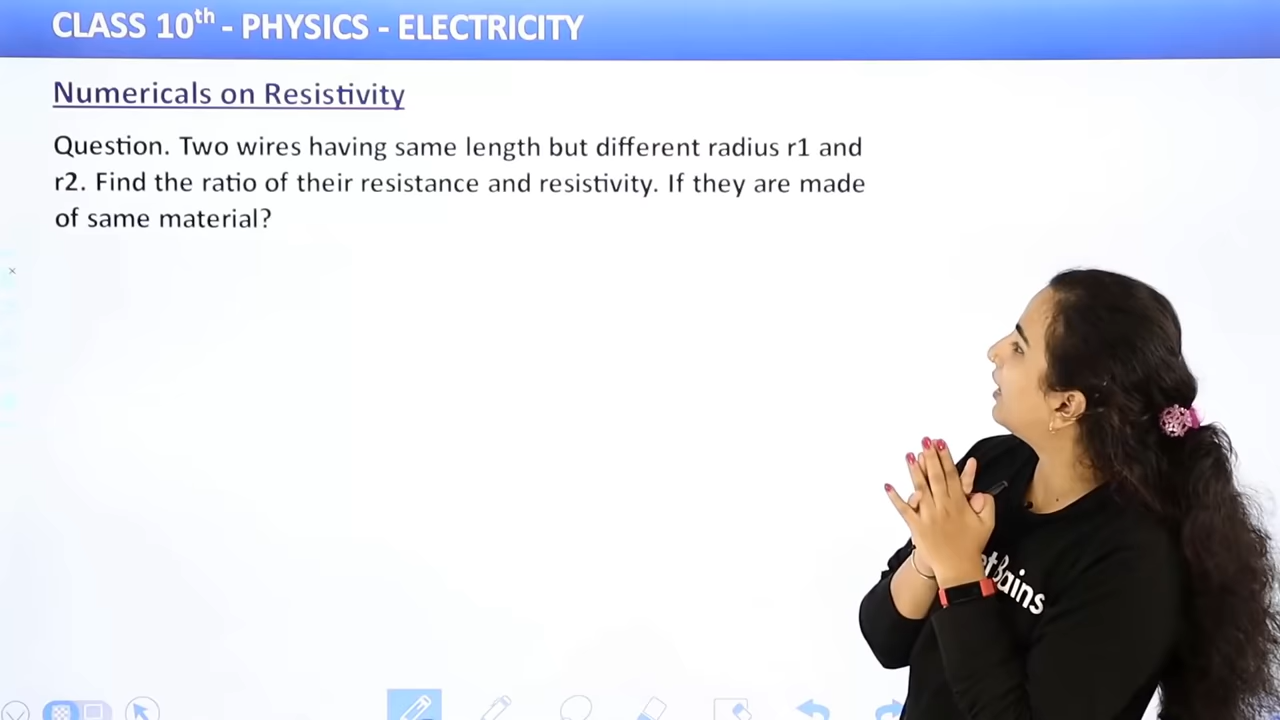 CLASS 10th - PHYSICS - ELECTRICITY
Numericals on Resistivity
Question. Two wires having same length but different radius r1 and
r2. Find the ratio of their resistance and resistivity. If they are made
of same material?